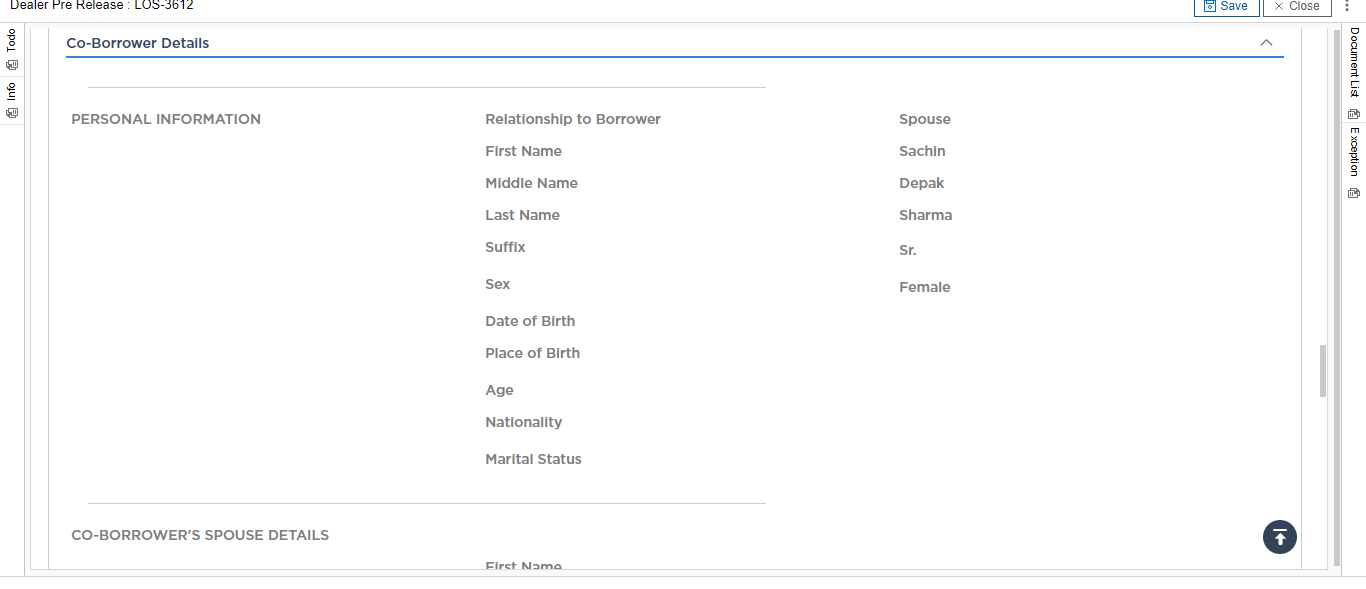 Dealer Pre Release : LOS-3612
Save
Close
Todo
Info
Co-Borrower Details
PERSONAL INFORMATION
Relationship to Borrower Spouse
First Name Sachin
Middle Name Depak
Last Name Sharma
Suffix Sr.
Sex Female
Date of Birth
Place of Birth
Age
Nationality
Marital Status
CO-BORROWER'S SPOUSE DETAILS
First Name
Document List
Exception